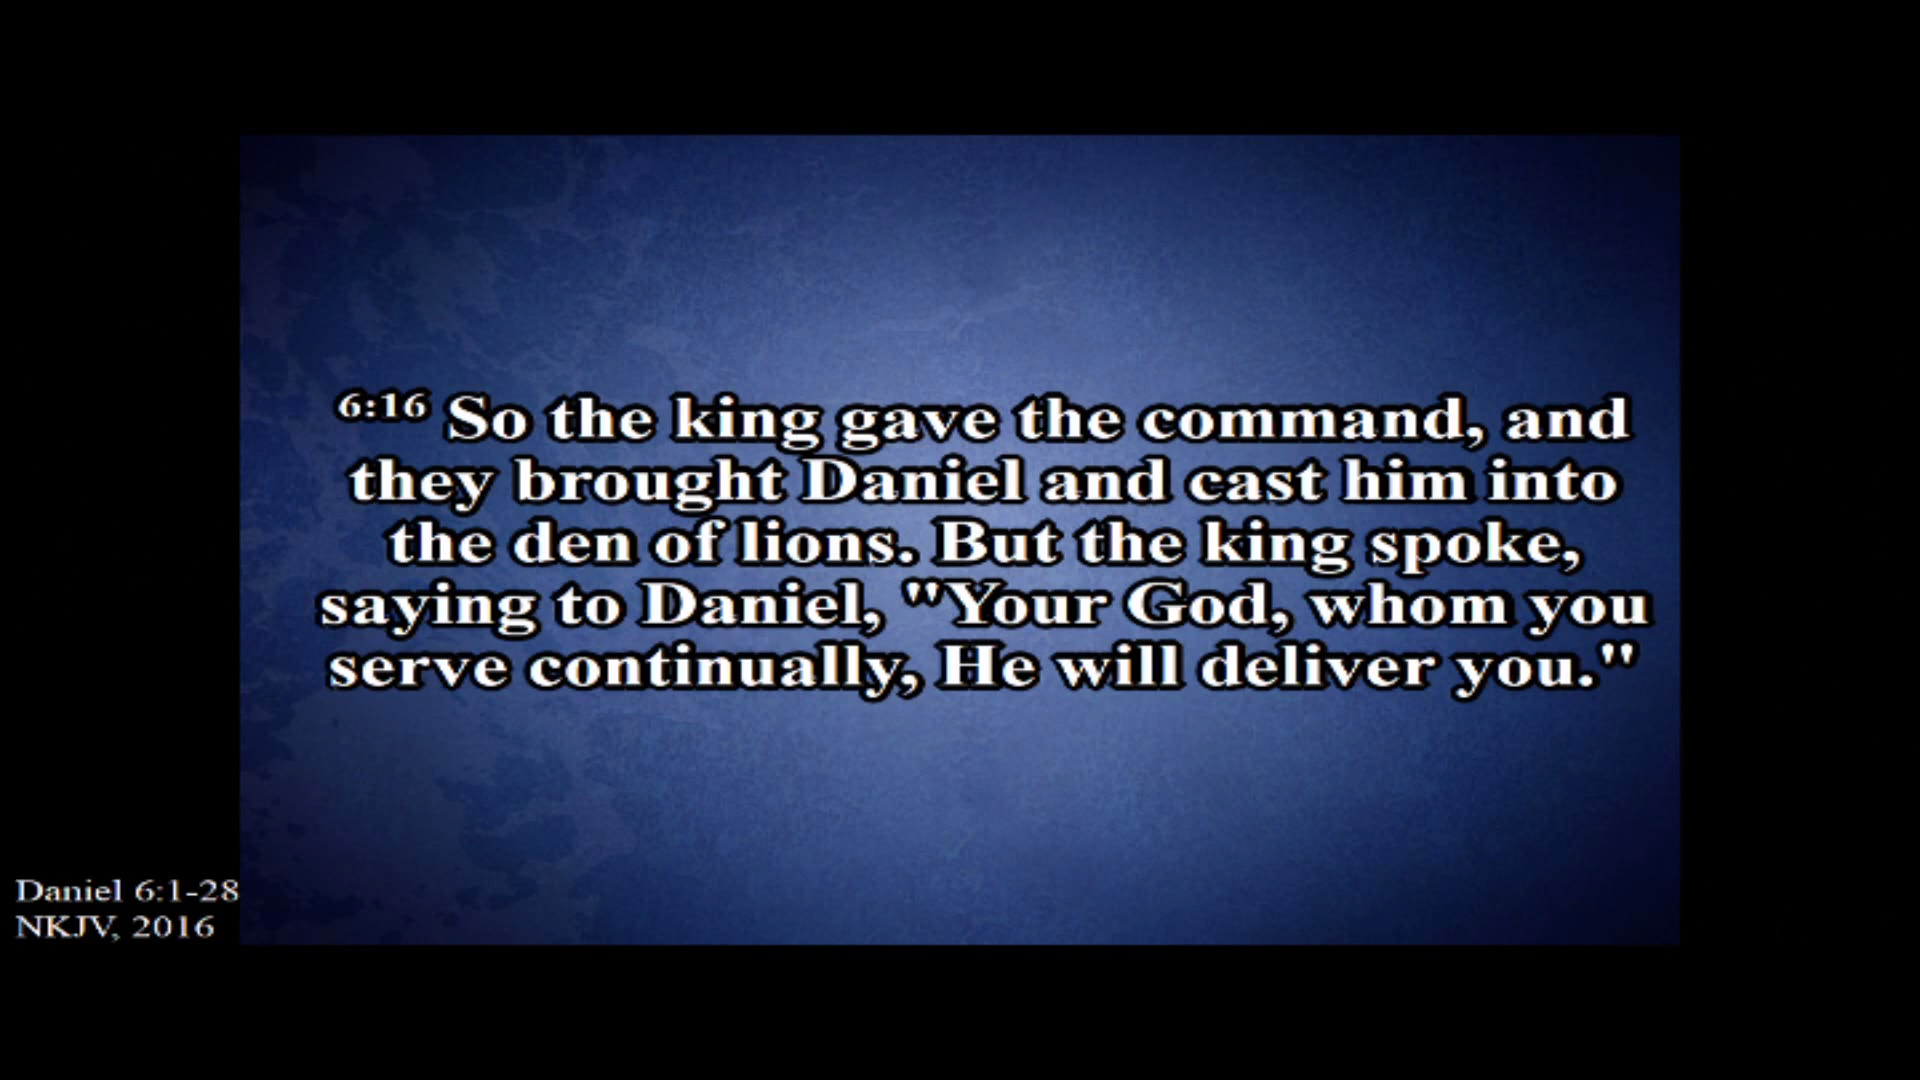 6:16 So the king gave the command, and
they brought Daniel and cast him into
the den of lions. But the king spoke,
saying to Daniel, "Your God, whom you
serve continually, He will deliver you."
Daniel 6:1-28
NKJV, 2016